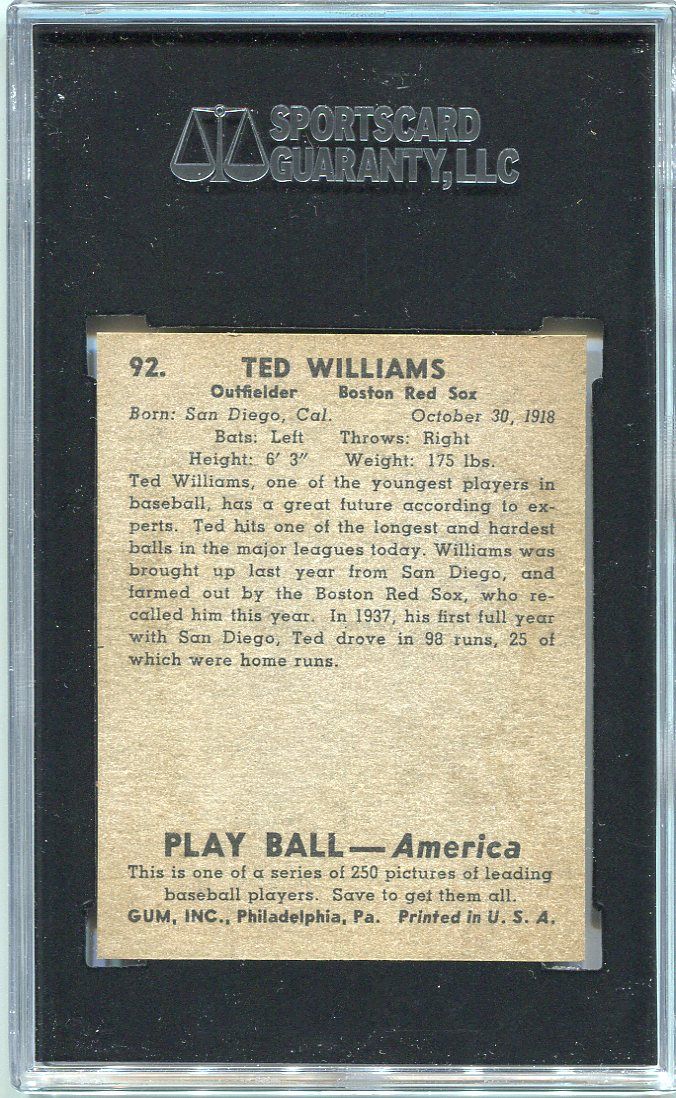 SPORTSCARD
GUARANTY, LLC
92. TED WILLIAMS
Outfielder Boston Red Sox
Born: San Diego, Cal. October 30, 1918
Bats: Left Throws: Right
Height: 6' 3" Weight: 175 lbs.
Ted Williams, one of the youngest players in
baseball, has a great future according to ex-
perts. Ted hits one of the longest and hardest
balls in the major leagues today. Williams was
brought up last year from San Diego, and
farmed out by the Boston Red Sox, who re-
called him this year. In 1937, his first full year
with San Diego, Ted drove in 98 runs, 25 of
which were home runs.
PLAY BALL—America
This is one of a series of 250 pictures of leading
baseball players. Save to get them all.
GUM, INC., Philadelphia, Pa. Printed in U. S. A.